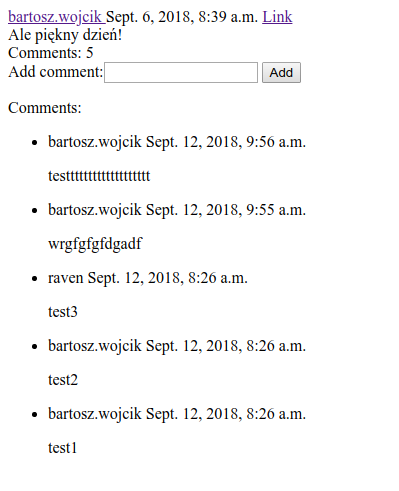 bartosz.wojcik Sept. 6, 2018, 8:39 a.m. Link
Ale piękny dzień!
Comments: 5
Add comment: Add
Comments:
bartosz.wojcik Sept. 12, 2018, 9:56 a.m.
testttttttttttttttttttt
bartosz.wojcik Sept. 12, 2018, 9:55 a.m.
wrgfgfgfdgadf
raven Sept. 12, 2018, 8:26 a.m.
test3
bartosz.wojcik Sept. 12, 2018, 8:26 a.m.
test2
bartosz.wojcik Sept. 12, 2018, 8:26 a.m.
test1